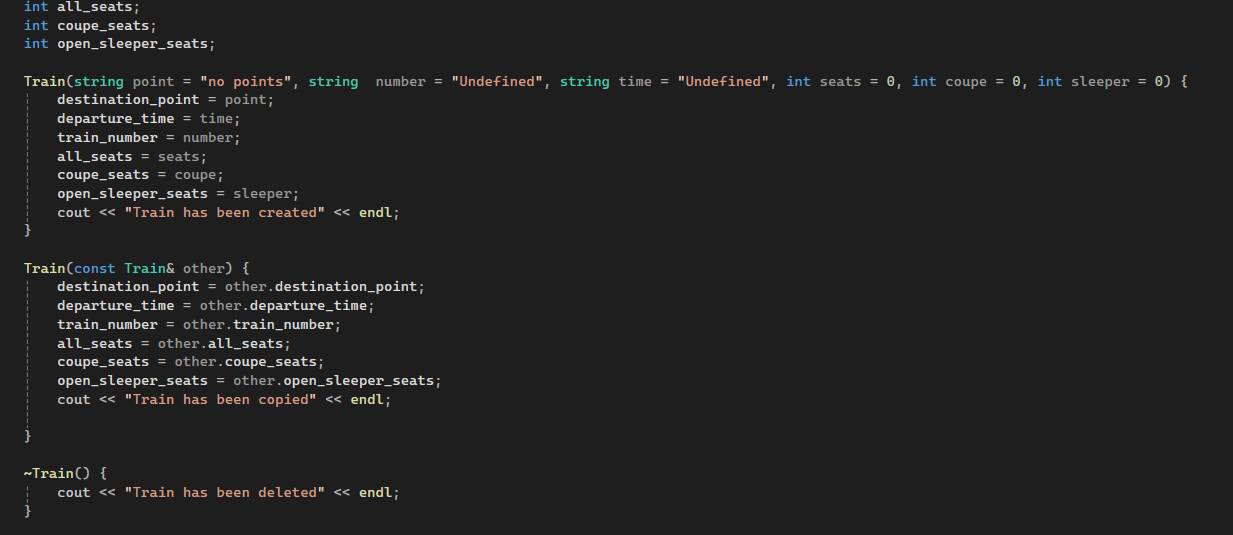 int all_seats;
int coupe_seats;
int open_sleeper_seats;
Train(string point = "no points", string  number = "Undefined", string time = "Undefined", int seats = 0, int coupe = 0, int sleeper = 0) {
destination_point = point;
departure_time = time;
train_number = number;
all_seats = seats;
coupe_seats = coupe;
open_sleeper_seats = sleeper;
cout << "Train has been created" << endl;
}
Train(const Train& other) {
destination_point = other.destination_point;
departure_time = other.departure_time;
train_number = other.train_number;
all_seats = other.all_seats;
coupe_seats = other.coupe_seats;
open_sleeper_seats = other.open_sleeper_seats;
cout << "Train has been copied" << endl;
}
~Train() {
cout << "Train has been deleted" << endl;
}